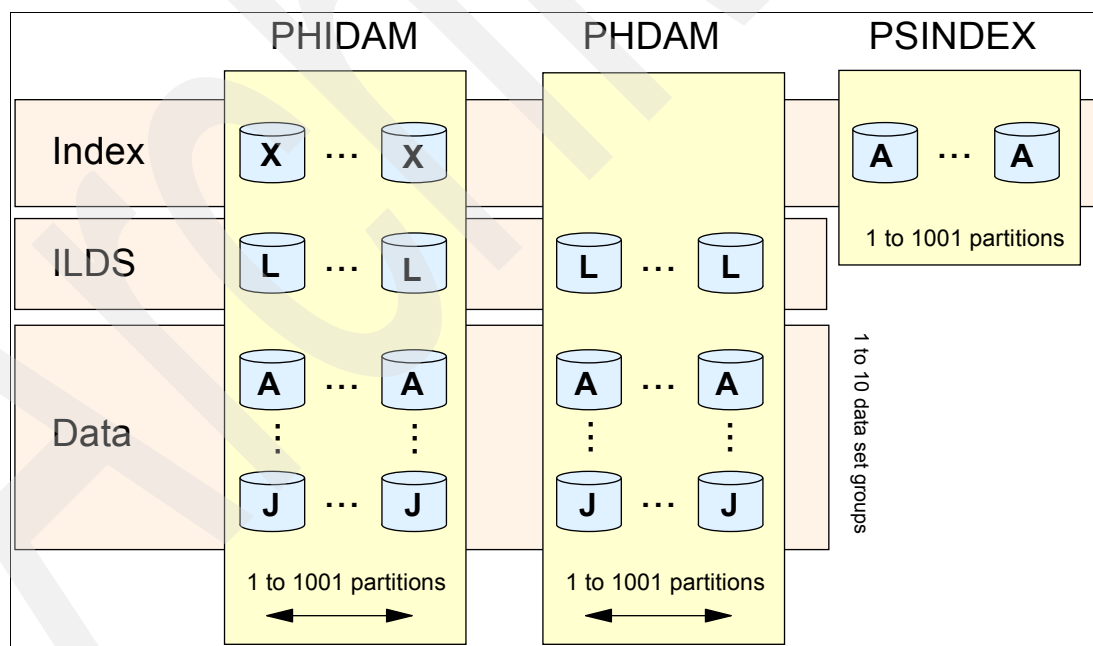 PHIDAM PHDAM PSINDEX
Index X ... X A ... A
1 to 1001 partitions
ILDS L ... L L ... L
Data A ... A A ... A
J ... J J ... J
1 to 10 data set groups
1 to 1001 partitions 1 to 1001 partitions